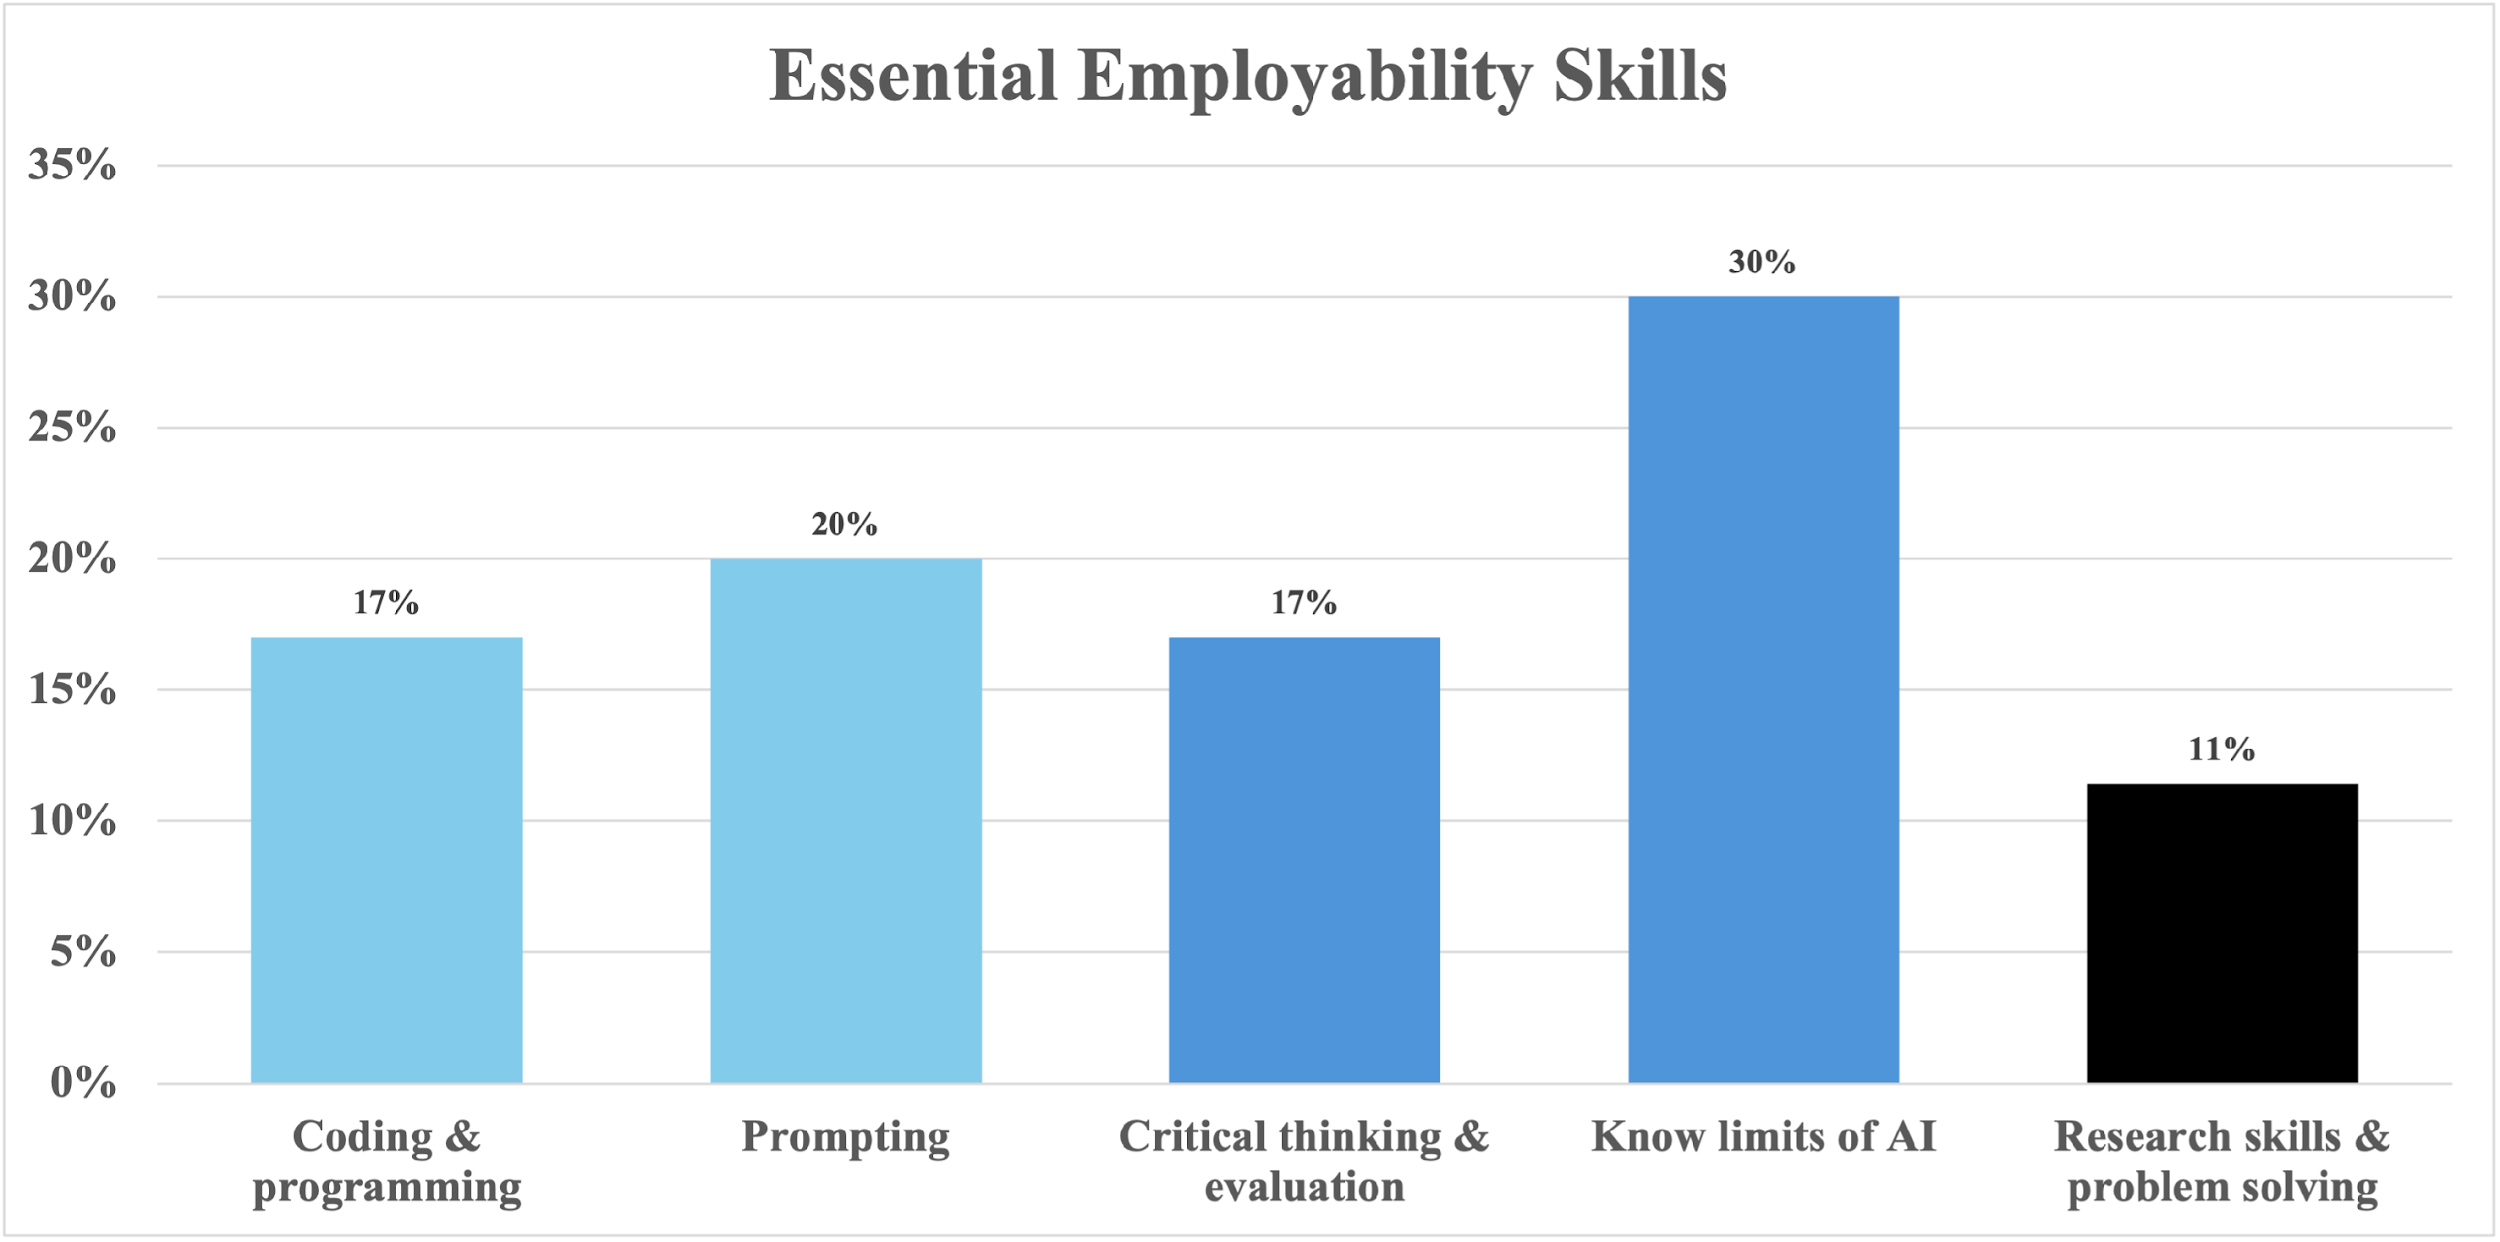 Essential Employability Skills
35%
30%
25%
20%
15%
10%
5%
0%
17%
20%
17%
30%
11%
Coding &
programming
Prompting
Critical thinking &
evaluation
Know limits of AI
Research skills &
problem solving